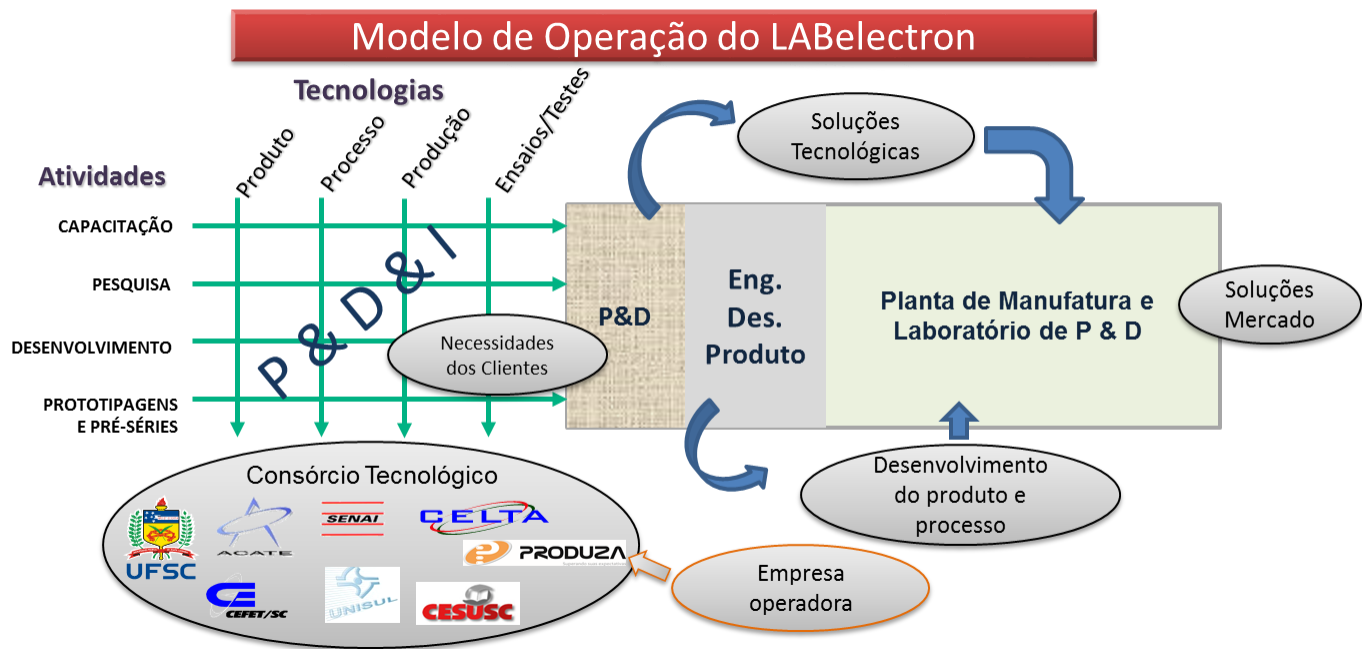 Modelo de Operação do LABelectron
Tecnologias
Produto
Processo
Produção
Ensaios/Testes
Atividades
CAPACITAÇÃO
PESQUISA
DESENVOLVIMENTO
PROTOTIPAGENS
E PRÉ-SÉRIES
P & D & I
Necessidades
dos Clientes
P&D
Eng.
Des.
Produto
Soluções
Tecnológicas
Planta de Manufatura e
Laboratório de P & D
Soluções
Mercado
Desenvolvimento
do produto e
processo
Consórcio Tecnológico
UFSC
ACATE
SENAI
CELTA
PRODUZA
CEFET/SC
UNISUL
CESUSC
Empresa
operadora